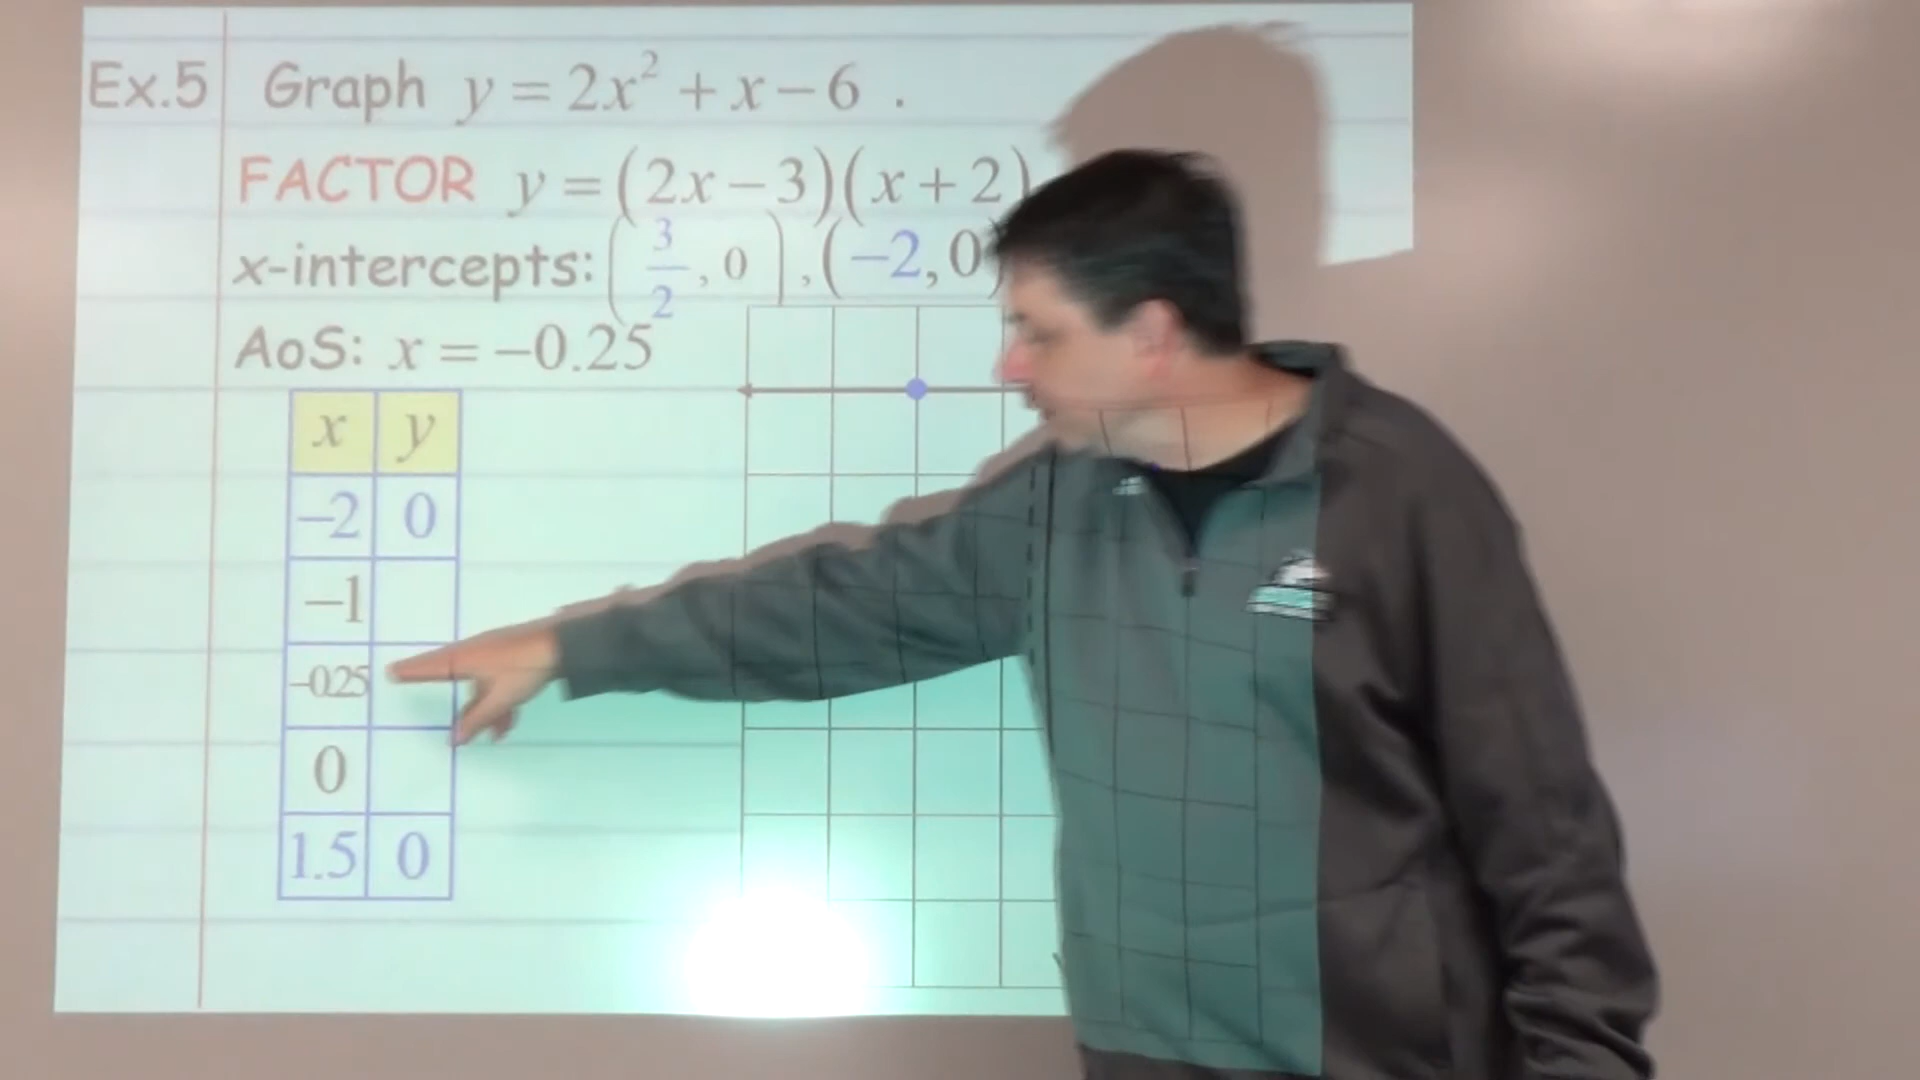 Ex.5 Graph y = 2x² + x − 6 .
FACTOR y = (2x − 3)(x + 2)
x-intercepts: (3/2, 0), (−2, 0)
AoS: x = −0.25
x y
−2 0
−1
−0.25
0
1.5 0